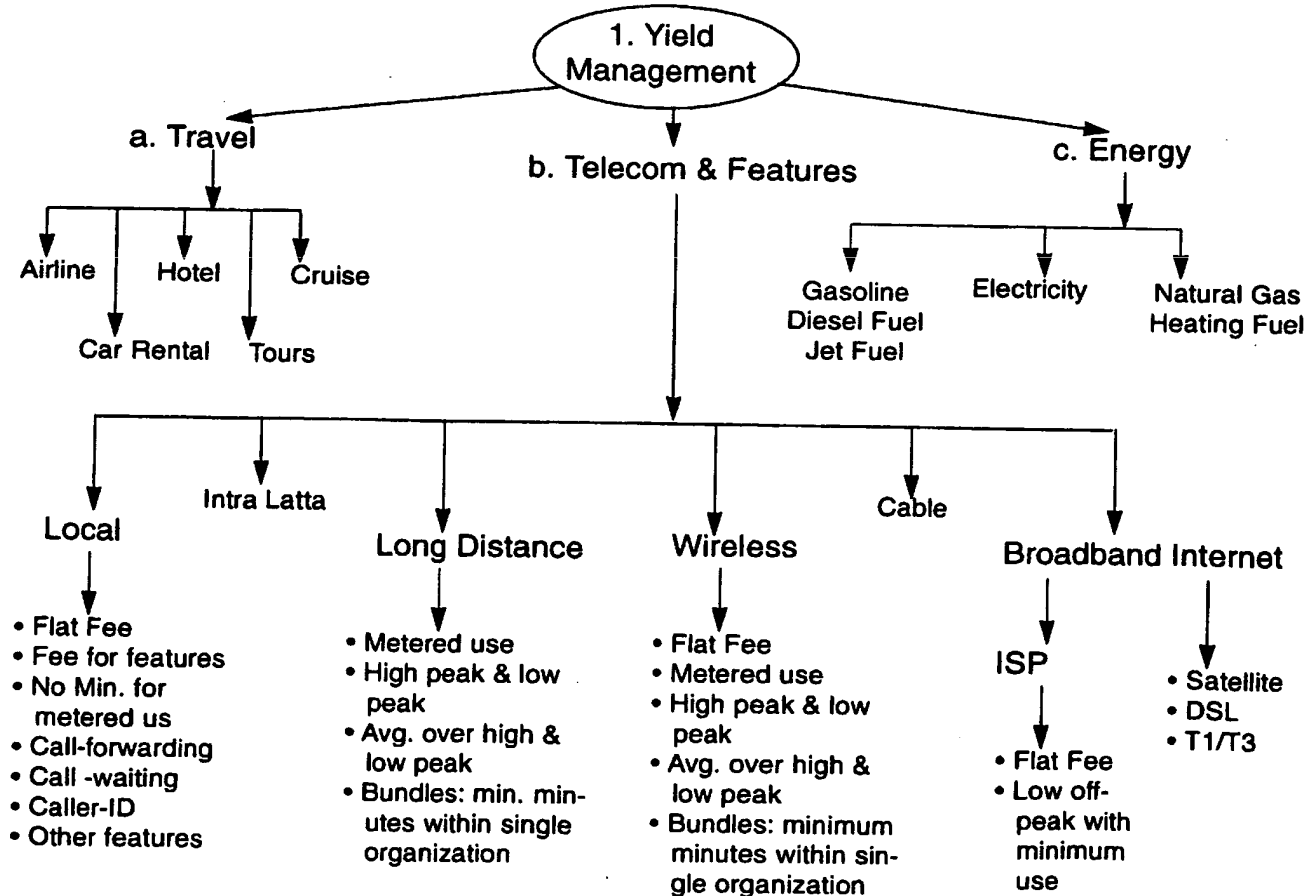 1. Yield
Management
a. Travel
b. Telecom & Features
c. Energy
Airline
Hotel
Cruise
Car Rental
Tours
Gasoline
Diesel Fuel
Jet Fuel
Electricity
Natural Gas
Heating Fuel
Local
• Flat Fee
• Fee for features
• No Min. for
metered us
• Call-forwarding
• Call -waiting
• Caller-ID
• Other features
Intra Latta
Long Distance
• Metered use
• High peak & low
peak
• Avg. over high &
low peak
• Bundles: min. min-
utes within single
organization
Wireless
• Flat Fee
• Metered use
• High peak & low
peak
• Avg. over high &
low peak
• Bundles: minimum
minutes within sin-
gle organization
Cable
Broadband Internet
ISP
• Flat Fee
• Low off-
peak with
minimum
use
• Satellite
• DSL
• T1/T3